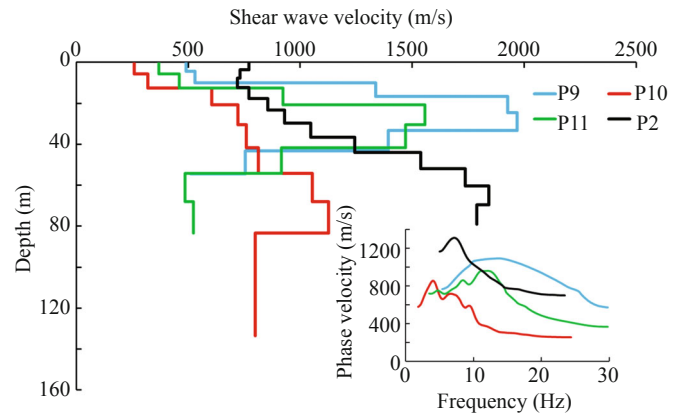 Shear wave velocity (m/s)
0 500 1000 1500 2000 2500
0
40
80
120
160
Depth (m)
P9 P10
P11 P2
Phase velocity (m/s)
1200
800
400
0 10 20 30
Frequency (Hz)